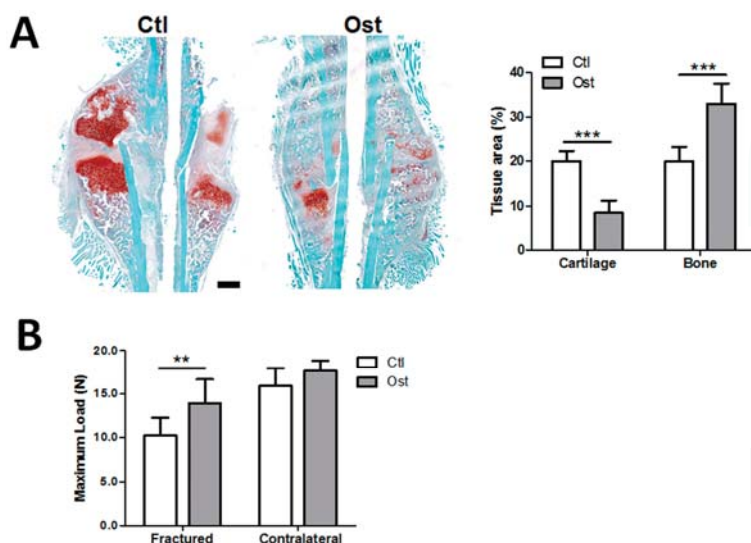 A
Ctl
Ost
Ctl
Ost
***
***
Tissue area (%)
40
30
20
10
0
Cartilage
Bone
B
Ctl
Ost
**
Maximum Load (N)
20.0
15.0
10.0
5.0
0.0
Fractured
Contralateral